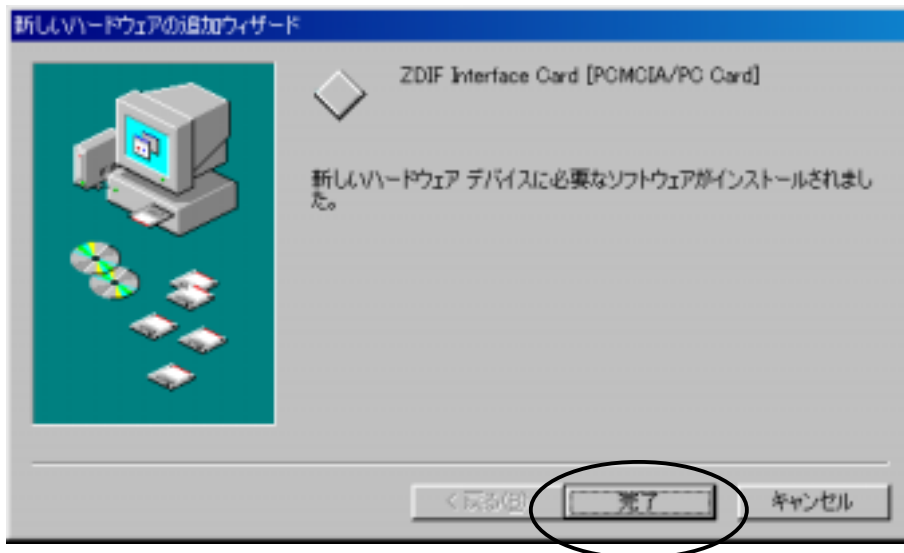 新しいハードウェアの追加ウィザード
ZDIF Interface Card [PCMCIA/PC Card]
新しいハードウェア デバイスに必要なソフトウェアがインストールされまし
た。
< 戻る(B)
完了
キャンセル